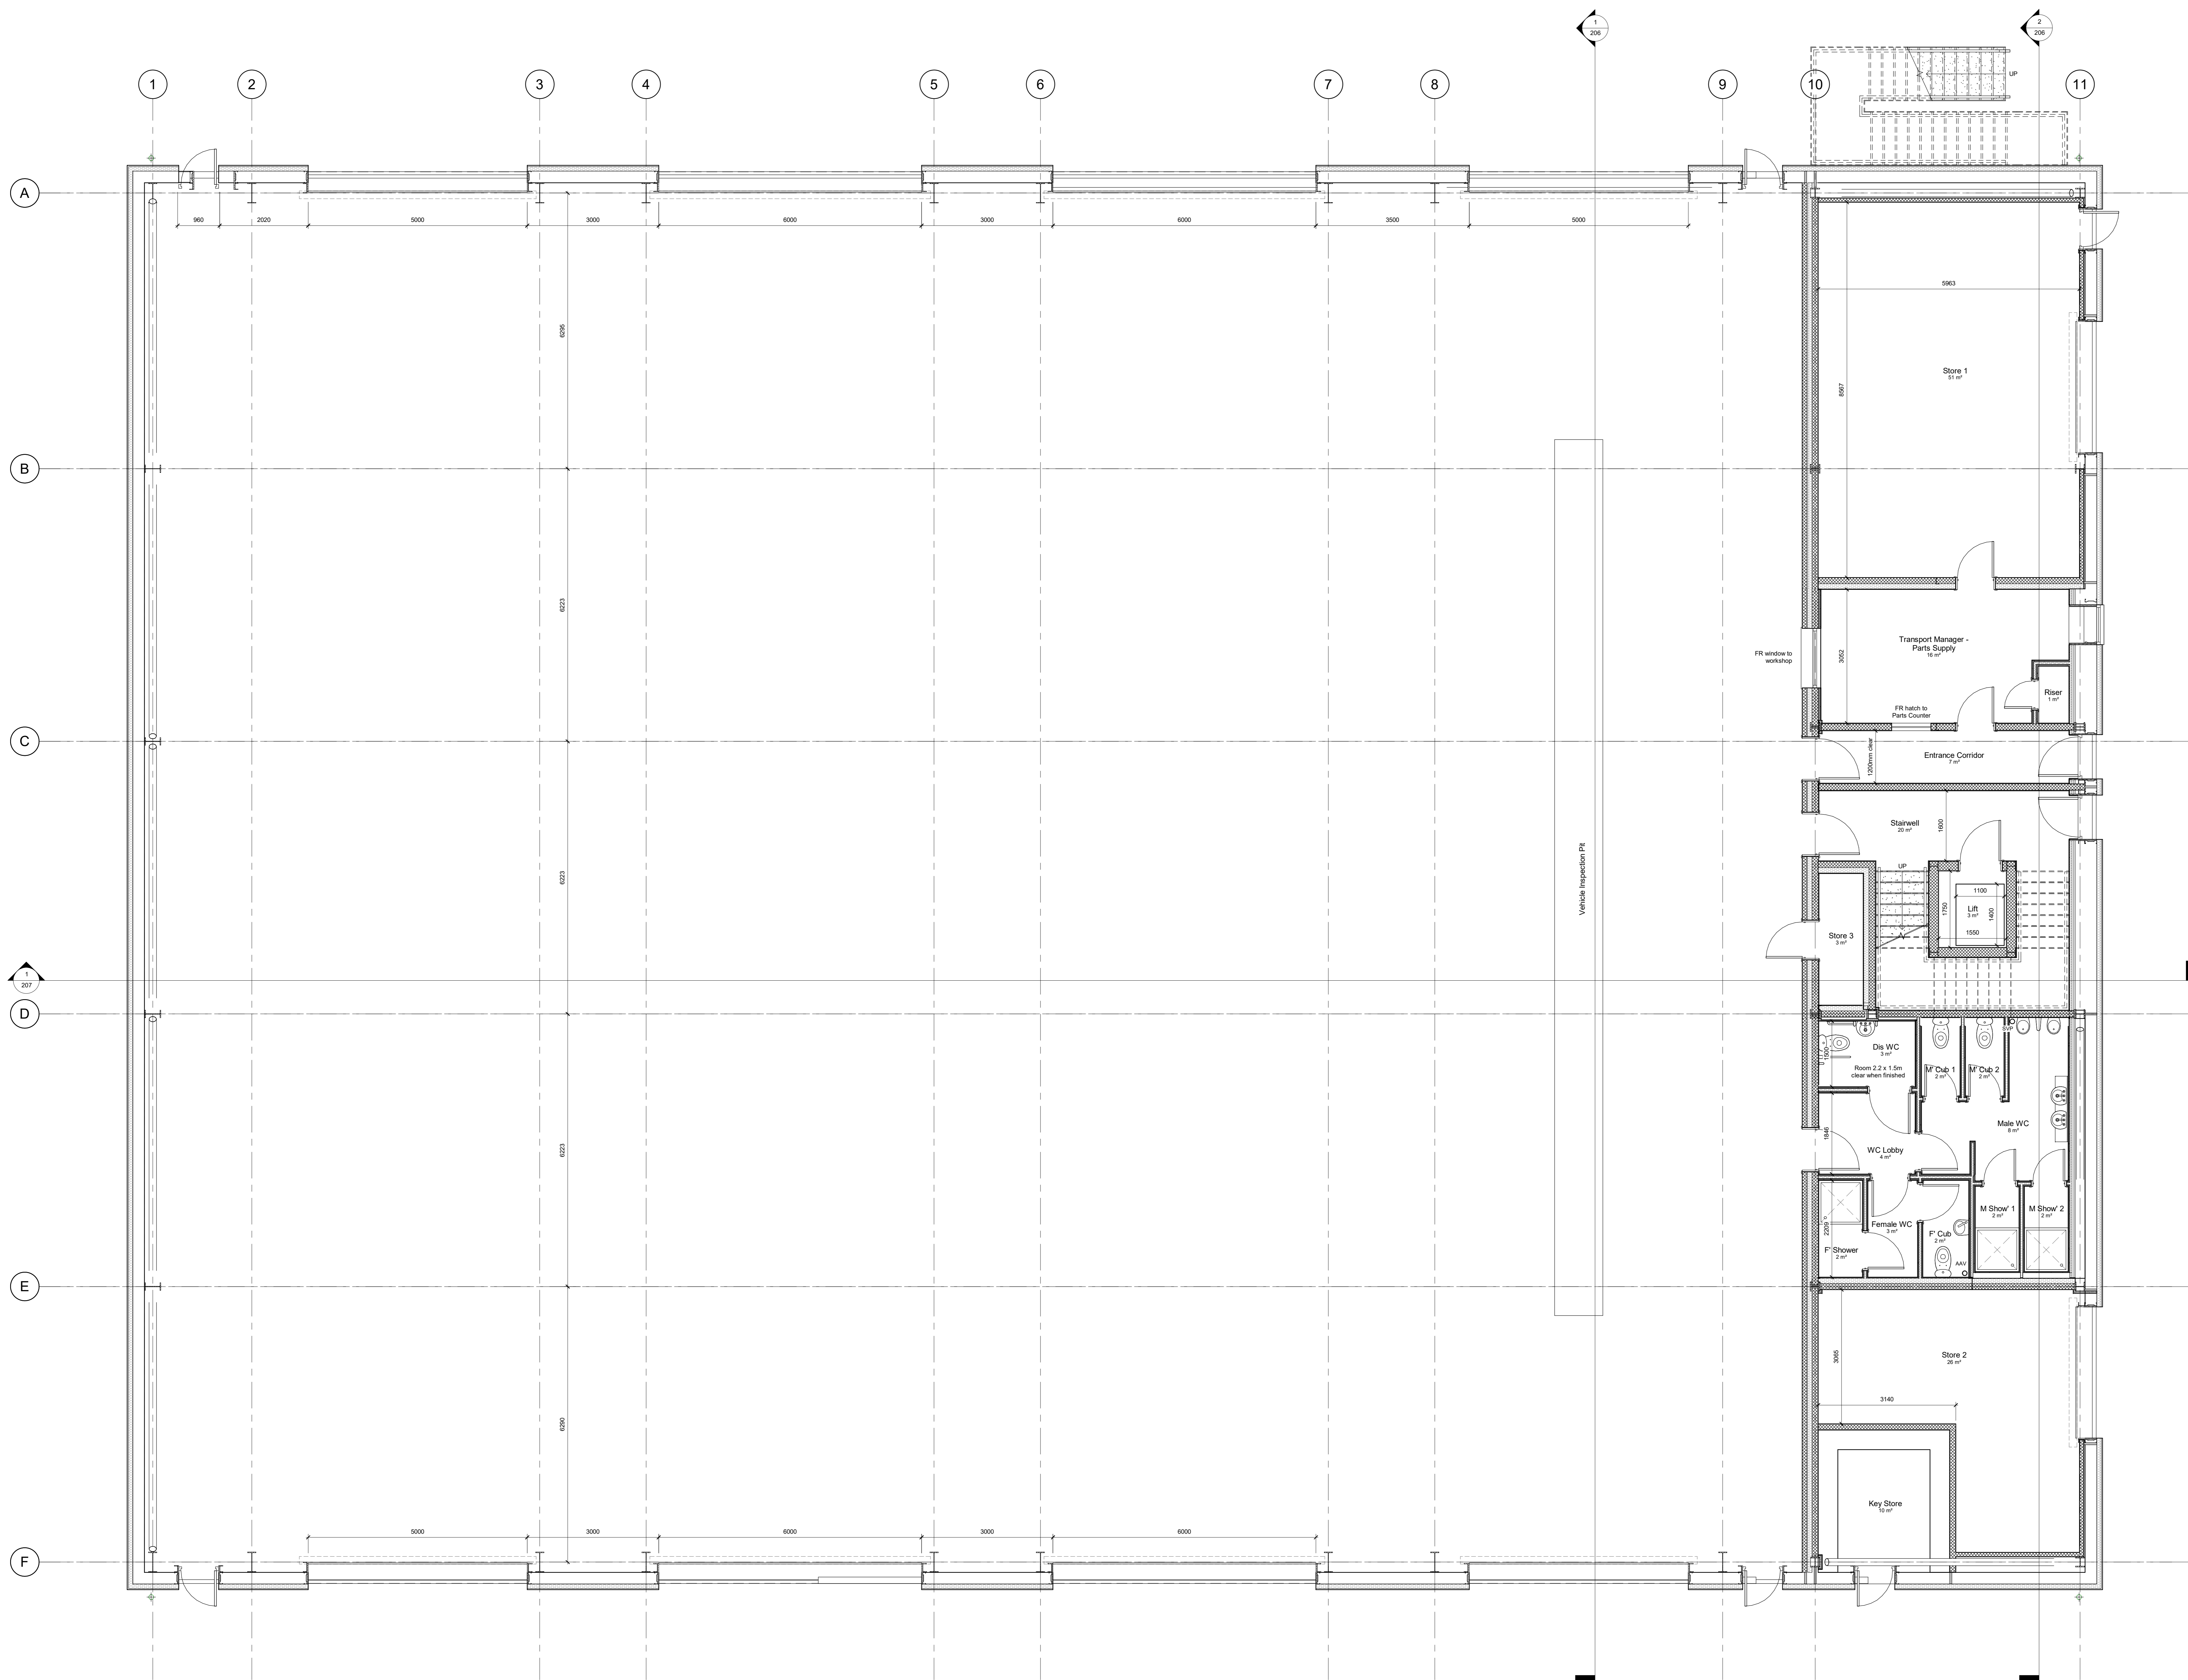 1
206
2
206
1
2
3
4
5
6
7
8
9
10
11
UP
A
960
2020
5000
3000
6000
3000
6000
3500
5000
5963
6295
Store 1
51 m²
8567
B
6223
Transport Manager -
Parts Supply
16 m²
FR window to
workshop
3052
Riser
1 m²
FR hatch to
Parts Counter
C
Entrance Corridor
7 m²
1200mm clear
Stairwell
20 m²
1600
UP
Vehicle Inspection Pit
6223
1100
1750
Lift
3 m²
1400
1550
Store 3
3 m²
1
207
D
SVP
Dis WC
3 m²
1500
Room 2.2 x 1.5m
clear when finished
M' Cub 1
2 m²
M' Cub 2
2 m²
Male WC
8 m²
1846
WC Lobby
4 m²
6223
M Show' 1
2 m²
M Show' 2
2 m²
Female WC
3 m²
2209
F' Cub
2 m²
F' Shower
2 m²
AAV
E
Store 2
26 m²
3065
3140
6290
Key Store
10 m²
5000
3000
6000
3000
6000
F